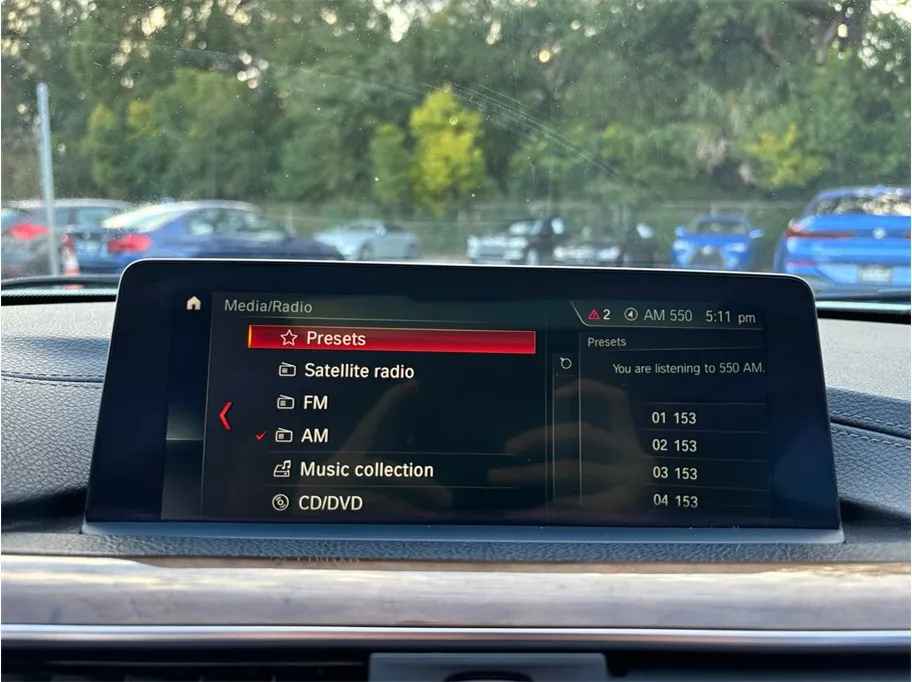 Media/Radio
2 AM 550 5:11 pm
Presets
Satellite radio
FM
AM
Music collection
CD/DVD
Presets
You are listening to 550 AM.
01 153
02 153
03 153
04 153